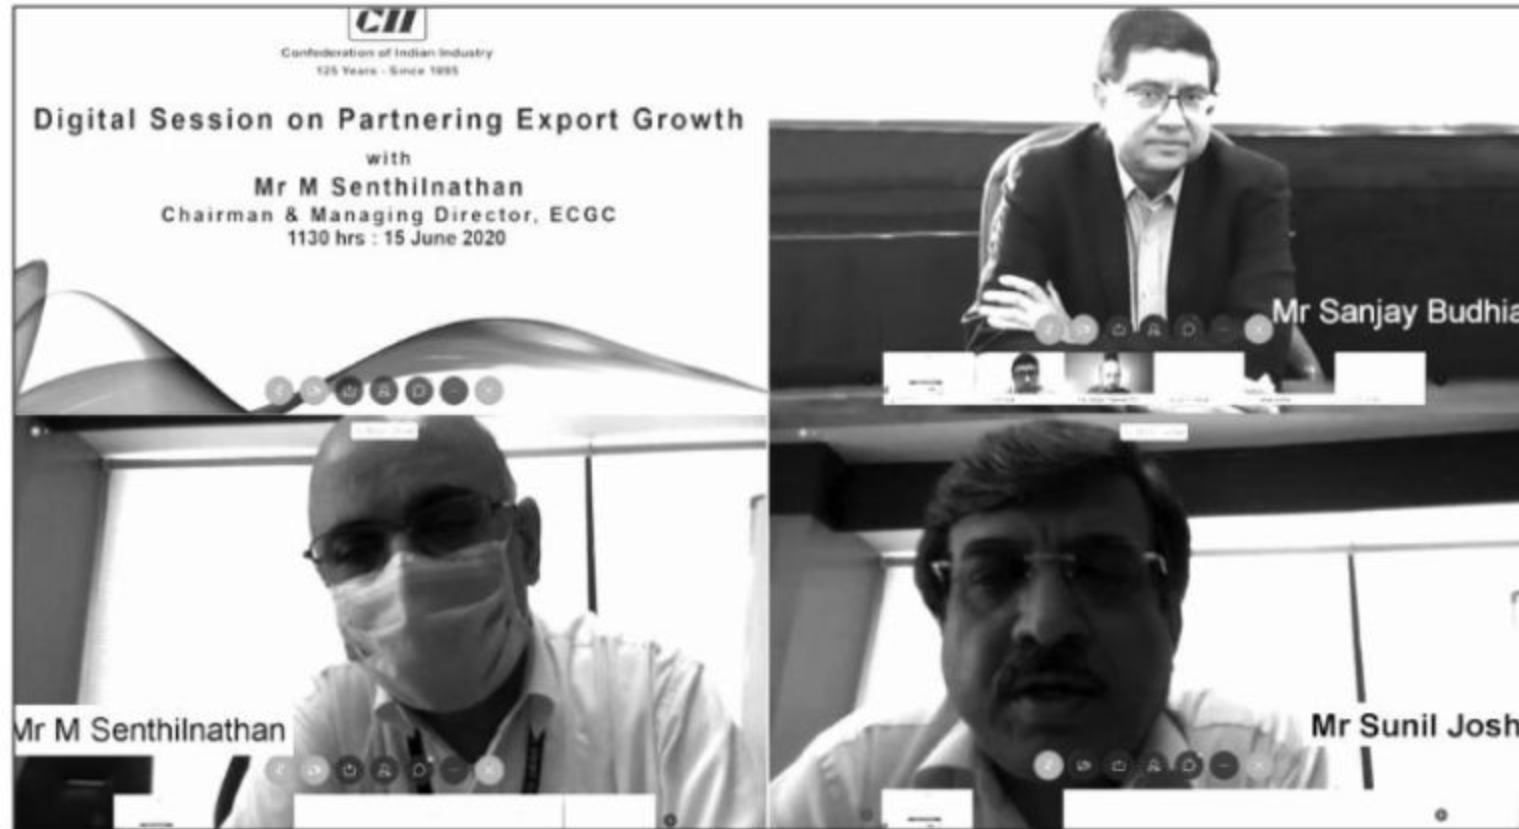 CII
Confederation of Indian Industry
125 Years - Since 1895
Digital Session on Partnering Export Growth
with
Mr M Senthilnathan
Chairman & Managing Director, ECGC
1130 hrs : 15 June 2020
Mr Sanjay Budhia
Mr M Senthilnathan
Mr Sunil Josh